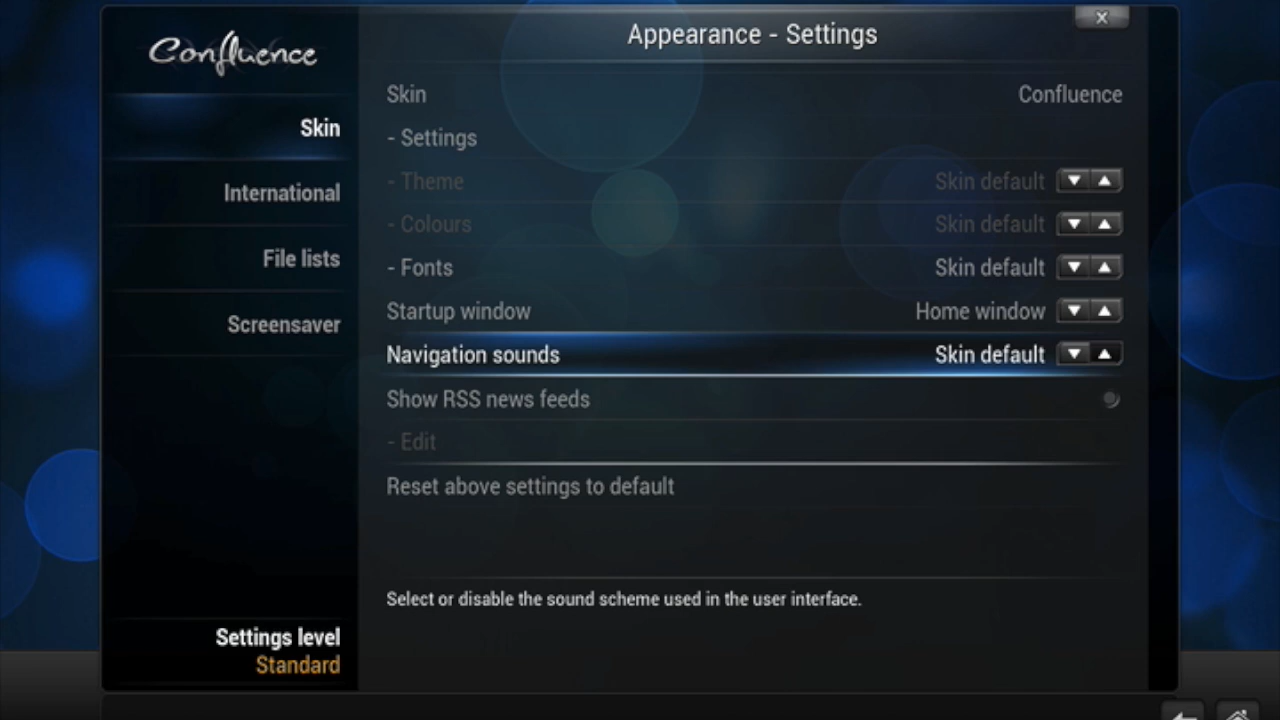 Confluence
Appearance - Settings
Skin
International
File lists
Screensaver
Settings level
Standard
Skin Confluence
- Settings
- Theme Skin default
- Colours Skin default
- Fonts Skin default
Startup window Home window
Navigation sounds Skin default
Show RSS news feeds
- Edit
Reset above settings to default
Select or disable the sound scheme used in the user interface.